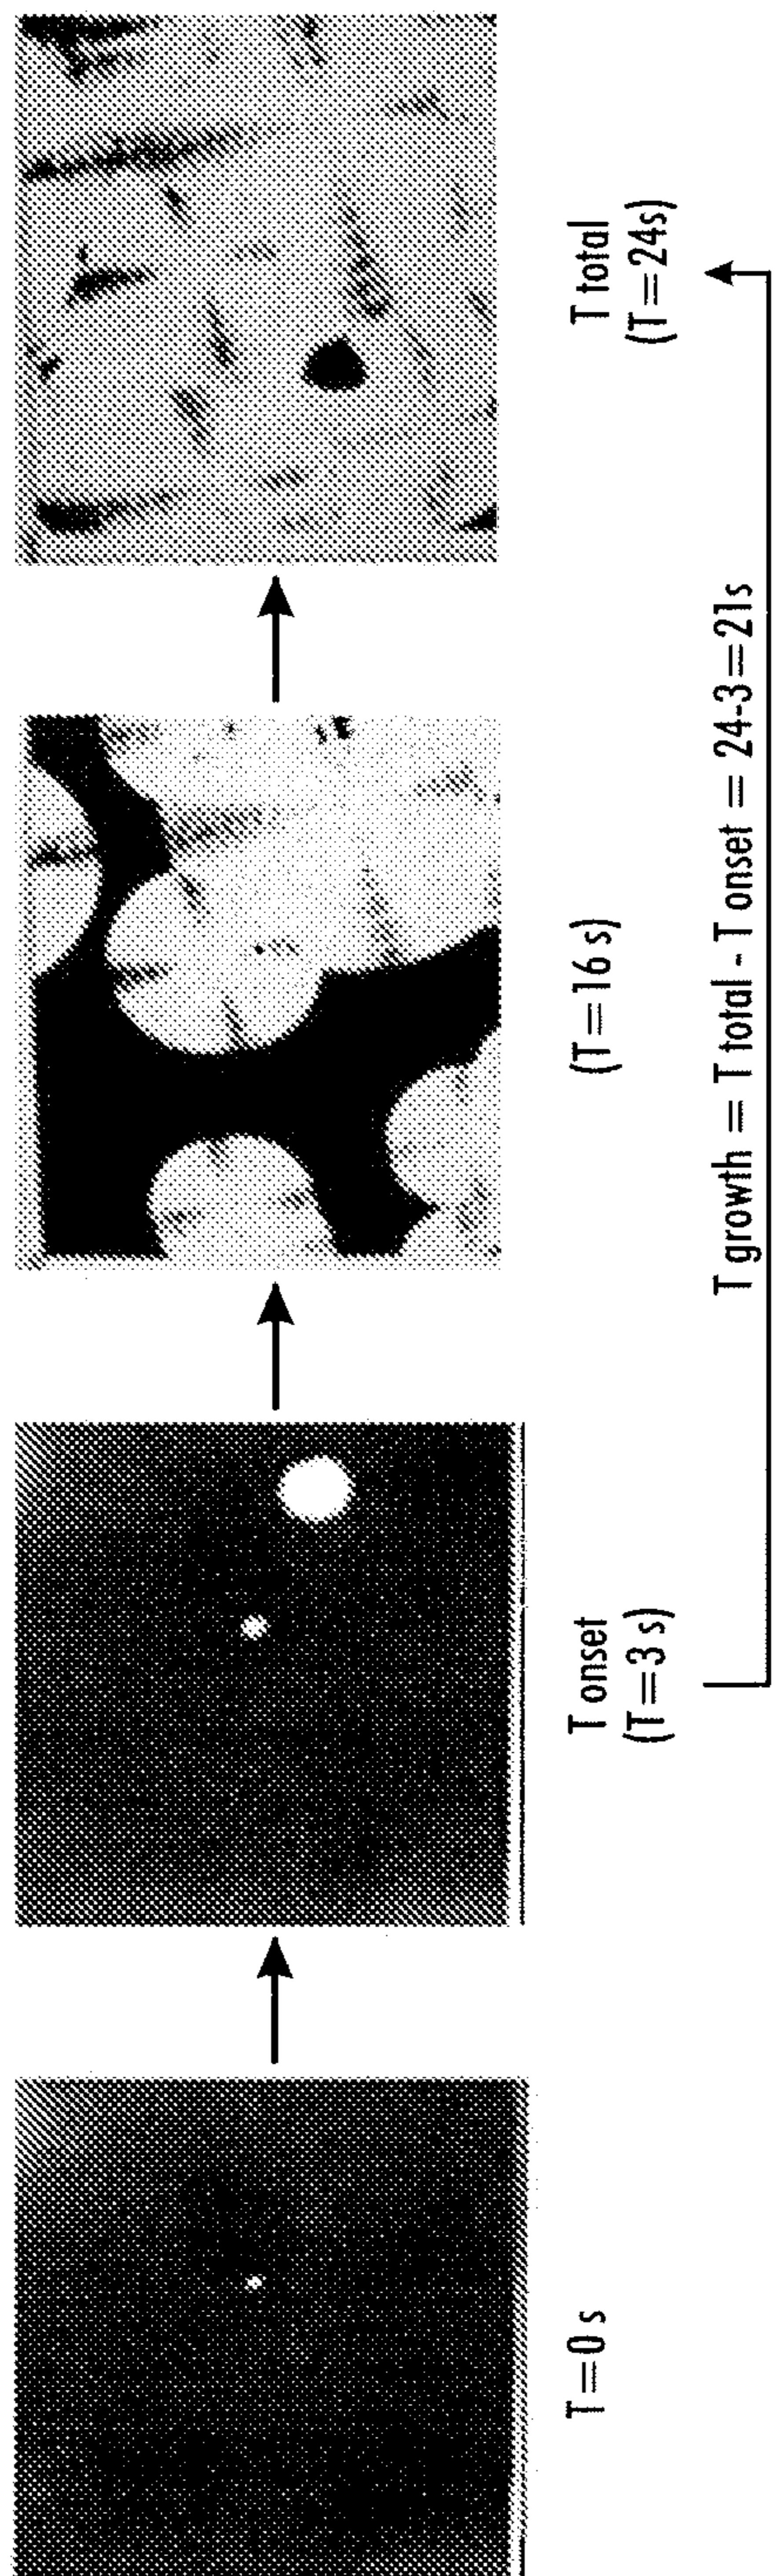 T=0 s
T onset
(T=3 s)
(T=16 s)
T total
(T=24s)
T growth = T total - T onset = 24-3=21s